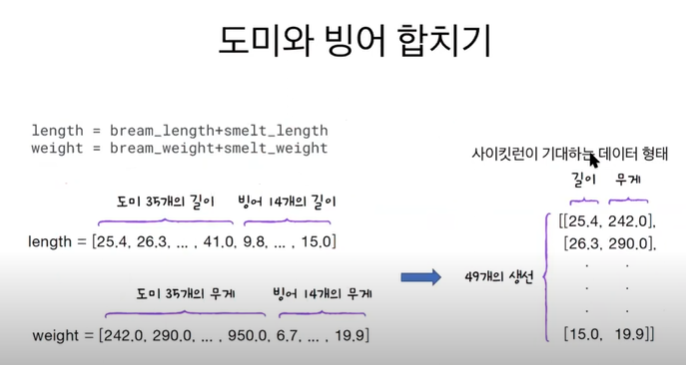 도미와 빙어 합치기
length = bream_length+smelt_length
weight = bream_weight+smelt_weight
사이킷런이 기대하는 데이터 형태
길이 무게
도미 35개의 길이 빙어 14개의 길이
length = [25.4, 26.3, ... , 41.0, 9.8, ... , 15.0]
[[25.4, 242.0],
[26.3, 290.0],
. .
. .
. .
[15.0, 19.9]]
49개의 생선
도미 35개의 무게 빙어 14개의 무게
weight = [242.0, 290.0, ... , 950.0, 6.7, ... , 19.9]